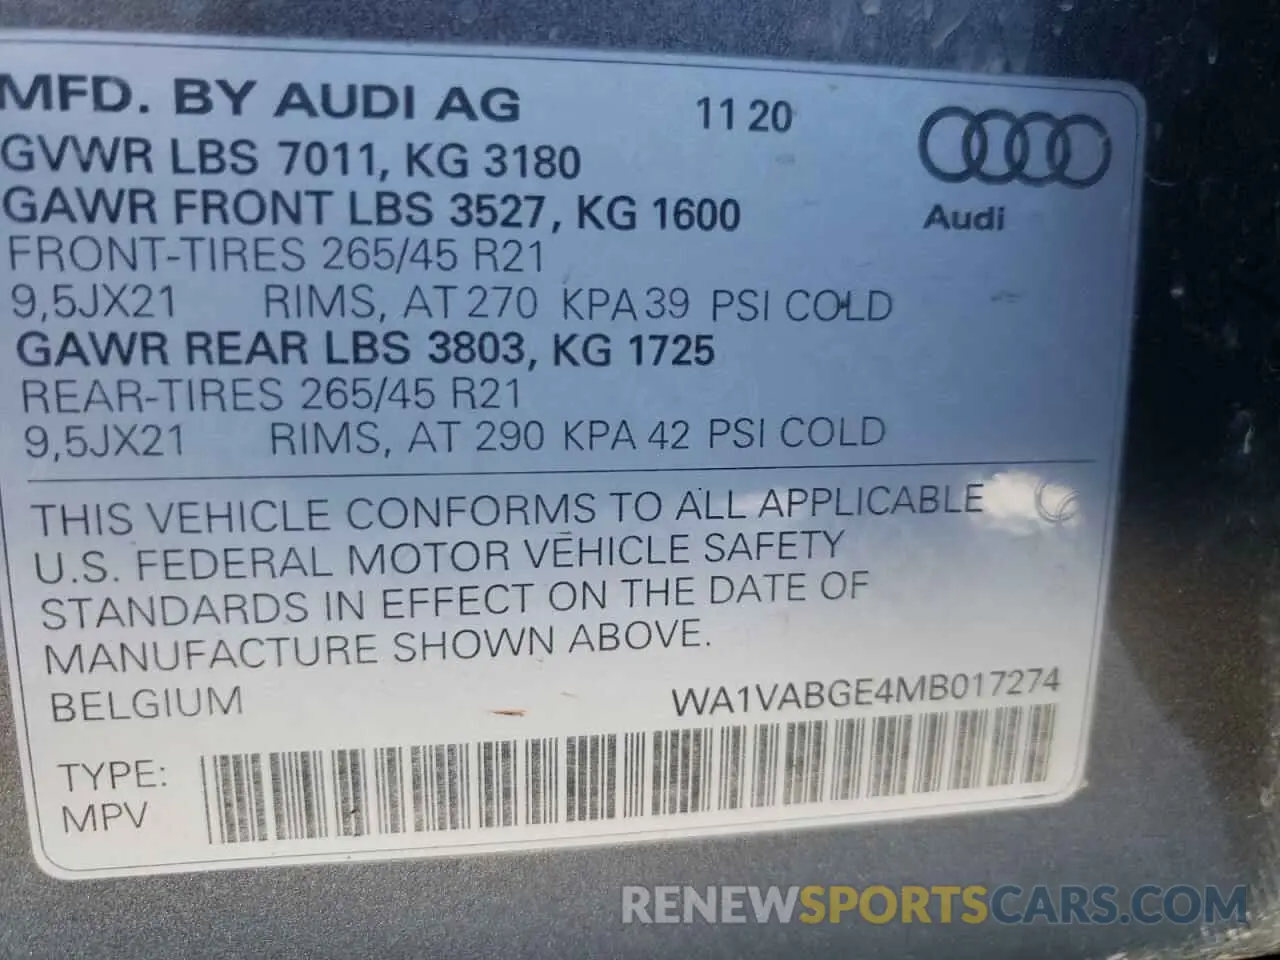 MFD. BY AUDI AG 11 20
GVWR LBS 7011, KG 3180
GAWR FRONT LBS 3527, KG 1600
Audi
FRONT-TIRES 265/45 R21
9,5JX21 RIMS, AT 270 KPA 39 PSI COLD
GAWR REAR LBS 3803, KG 1725
REAR-TIRES 265/45 R21
9,5JX21 RIMS, AT 290 KPA 42 PSI COLD
THIS VEHICLE CONFORMS TO ALL APPLICABLE
U.S. FEDERAL MOTOR VEHICLE SAFETY
STANDARDS IN EFFECT ON THE DATE OF
MANUFACTURE SHOWN ABOVE.
BELGIUM WA1VABGE4MB017274
TYPE:
MPV
RENEWSPORTSCARS.COM